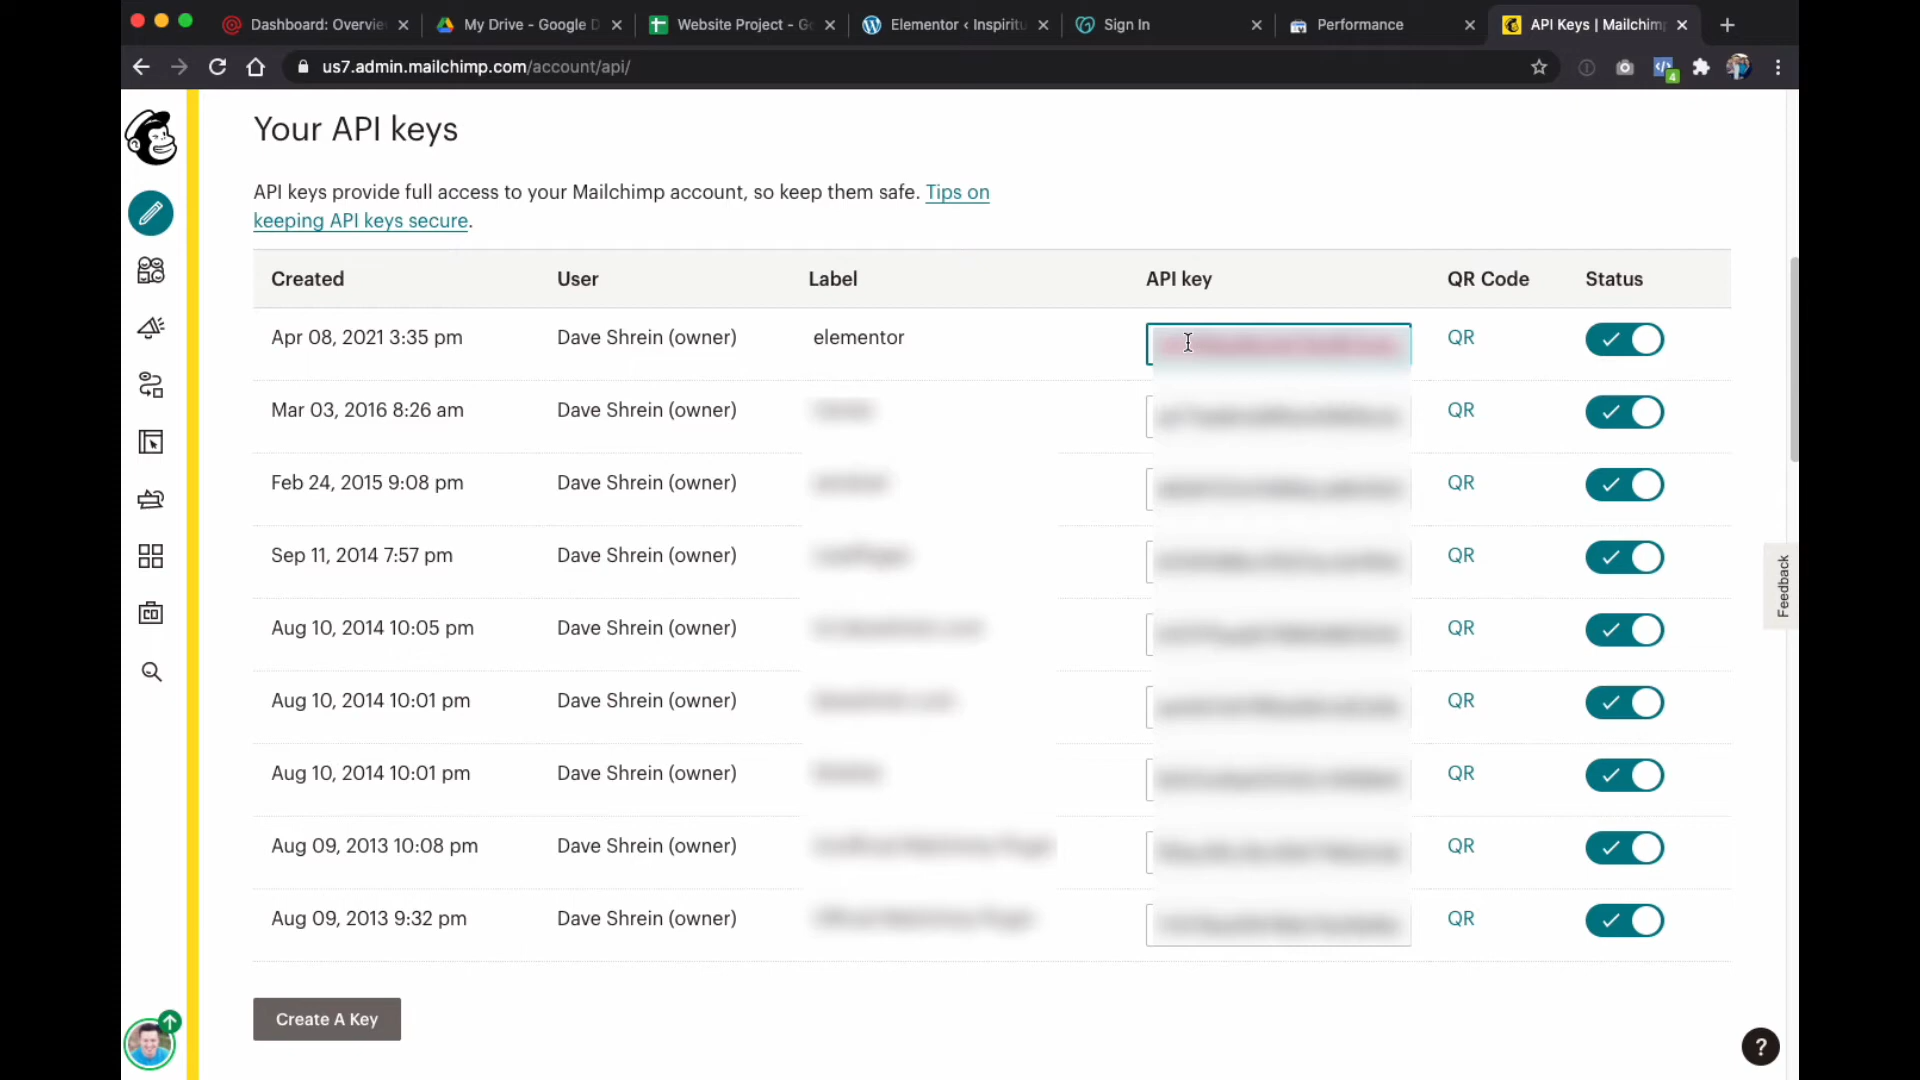 Dashboard: Overvie
My Drive - Google D
Website Project - Go
Elementor ‹ Inspiritu
Sign In
Performance
API Keys | Mailchimp
us7.admin.mailchimp.com/account/api/
4
Your API keys
API keys provide full access to your Mailchimp account, so keep them safe. Tips on
keeping API keys secure.
Created User Label API key QR Code Status
Apr 08, 2021 3:35 pm Dave Shrein (owner) elementor QR
Mar 03, 2016 8:26 am Dave Shrein (owner) QR
Feb 24, 2015 9:08 pm Dave Shrein (owner) QR
Sep 11, 2014 7:57 pm Dave Shrein (owner) QR
Aug 10, 2014 10:05 pm Dave Shrein (owner) QR
Aug 10, 2014 10:01 pm Dave Shrein (owner) QR
Aug 10, 2014 10:01 pm Dave Shrein (owner) QR
Aug 09, 2013 10:08 pm Dave Shrein (owner) QR
Aug 09, 2013 9:32 pm Dave Shrein (owner) QR
Feedback
Create A Key
?